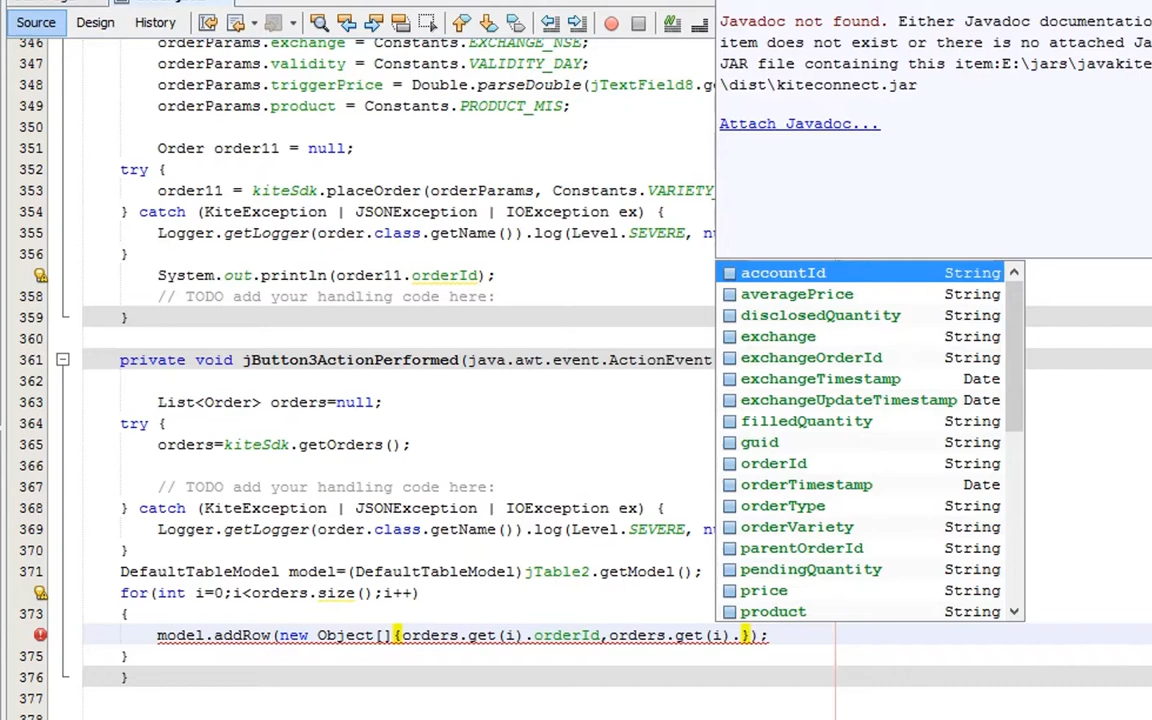 Source Design History
346 orderParams.exchange = Constants.EXCHANGE_NSE;
347 orderParams.validity = Constants.VALIDITY_DAY;
348 orderParams.triggerPrice = Double.parseDouble(jTextField8.g
349 orderParams.product = Constants.PRODUCT_MIS;
350
351 Order order11 = null;
352 try {
353 order11 = kiteSdk.placeOrder(orderParams, Constants.VARIETY_
354 } catch (KiteException | JSONException | IOException ex) {
355 Logger.getLogger(order.class.getName()).log(Level.SEVERE, nu
356 }
System.out.println(order11.orderId);
358 // TODO add your handling code here:
359 }
360
361 private void jButton3ActionPerformed(java.awt.event.ActionEvent
362
363 List<Order> orders=null;
364 try {
365 orders=kiteSdk.getOrders();
366
367 // TODO add your handling code here:
368 } catch (KiteException | JSONException | IOException ex) {
369 Logger.getLogger(order.class.getName()).log(Level.SEVERE, nu
370 }
371 DefaultTableModel model=(DefaultTableModel)jTable2.getModel();
for(int i=0;i<orders.size();i++)
373 {
model.addRow(new Object[]{orders.get(i).orderId,orders.get(i).});
375 }
376 }
377
378
Javadoc not found. Either Javadoc documentatio
item does not exist or there is no attached Ja
JAR file containing this item:E:\jars\javakite
\dist\kiteconnect.jar
Attach Javadoc...
accountId String
averagePrice String
disclosedQuantity String
exchange String
exchangeOrderId String
exchangeTimestamp Date
exchangeUpdateTimestamp Date
filledQuantity String
guid String
orderId String
orderTimestamp Date
orderType String
orderVariety String
parentOrderId String
pendingQuantity String
price String
product String